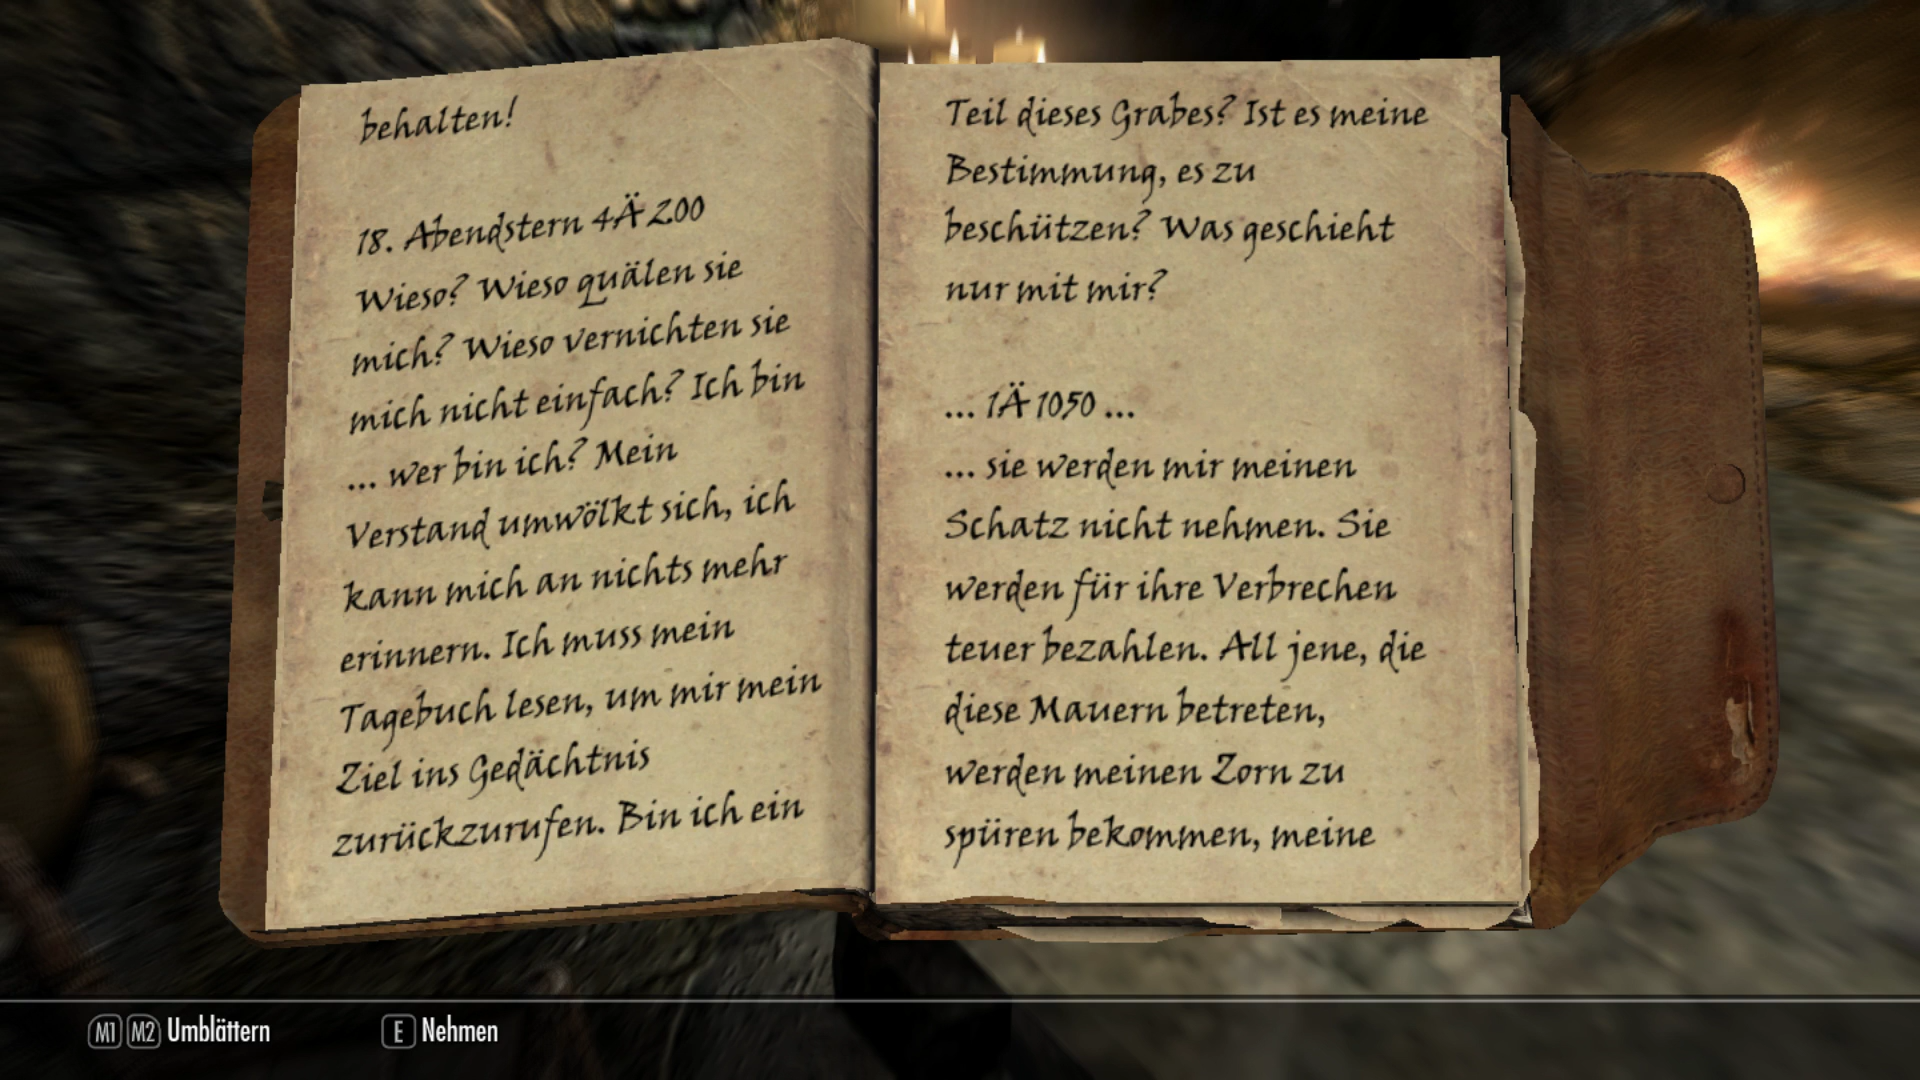 behalten!
18. Abendstern 4Ä 200
Wieso? Wieso quälen sie
mich? Wieso vernichten sie
mich nicht einfach? Ich bin
... wer bin ich? Mein
Verstand umwölkt sich, ich
kann mich an nichts mehr
erinnern. Ich muss mein
Tagebuch lesen, um mir mein
Ziel ins Gedächtnis
zurückzurufen. Bin ich ein
Teil dieses Grabes? Ist es meine
Bestimmung, es zu
beschützen? Was geschieht
nur mit mir?
... 1Ä 1050 ...
... sie werden mir meinen
Schatz nicht nehmen. Sie
werden für ihre Verbrechen
teuer bezahlen. All jene, die
diese Mauern betreten,
werden meinen Zorn zu
spüren bekommen, meine
M1 M2 Umblättern
E Nehmen